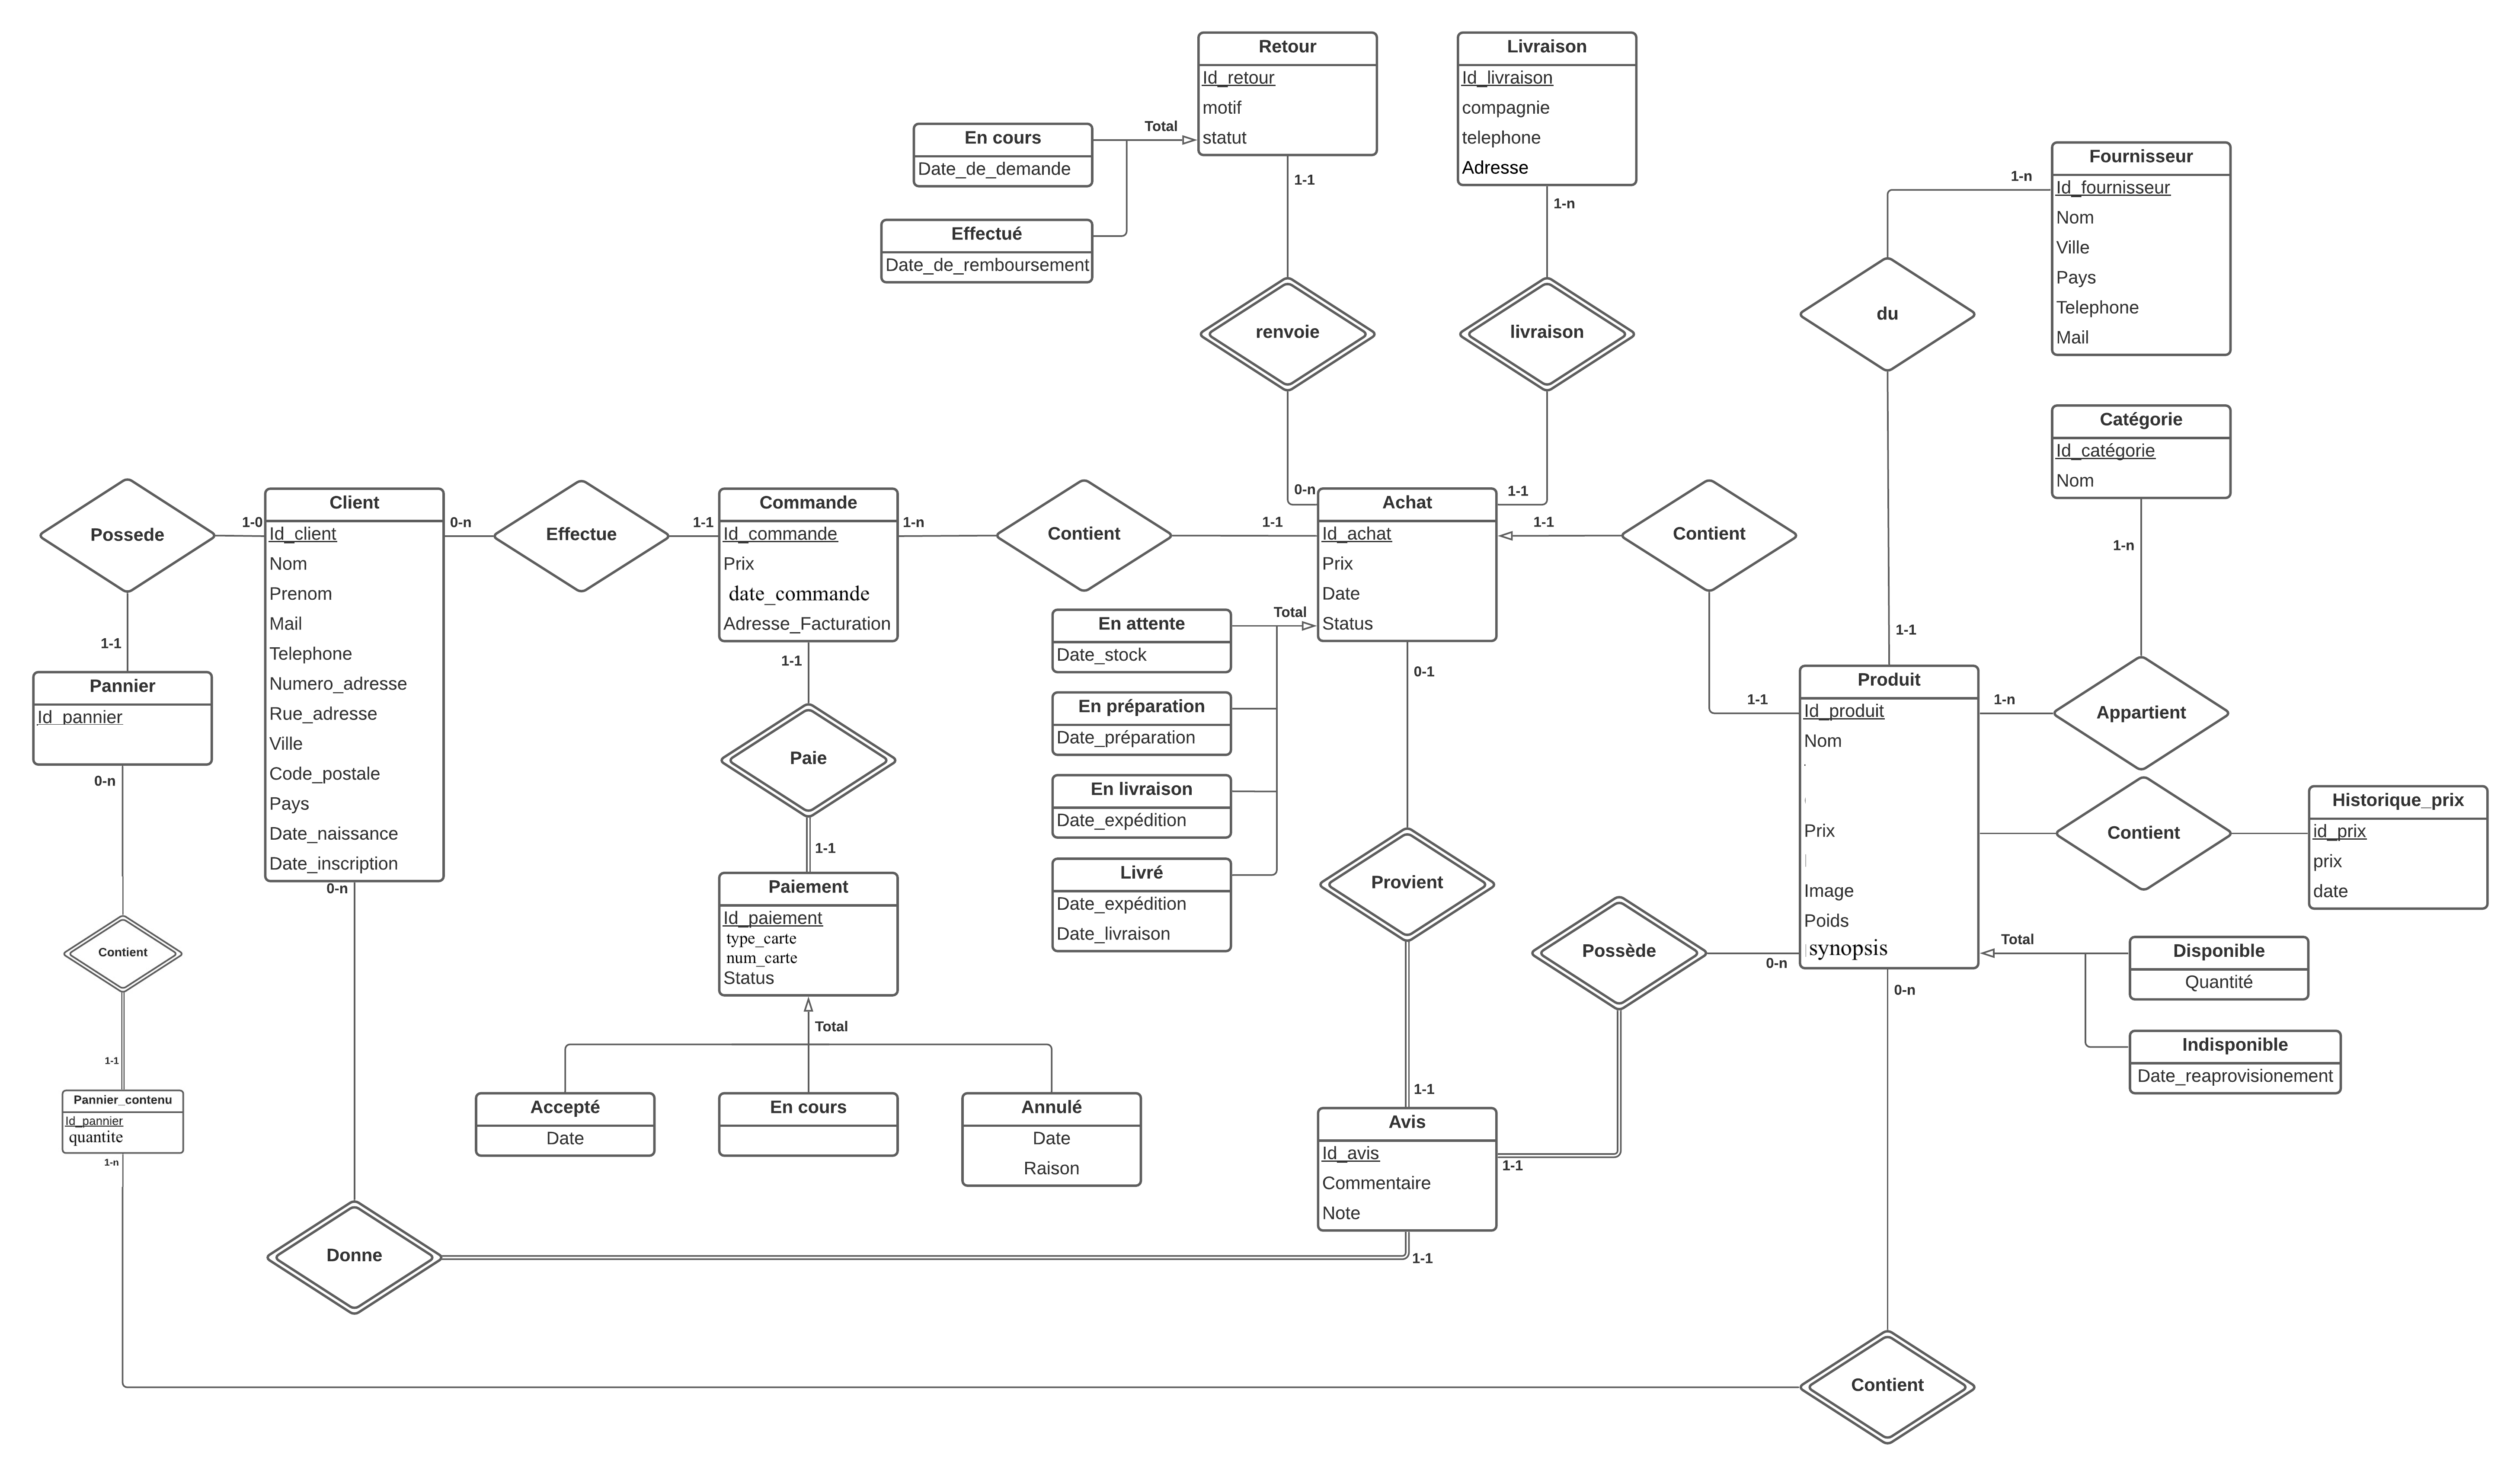 Retour
Id_retour
motif
statut
Livraison
Id_livraison
compagnie
telephone
Adresse
En cours
Date_de_demande
Total
Effectué
Date_de_remboursement
1-1
1-n
renvoie
livraison
0-n
1-1
Fournisseur
Id_fournisseur
Nom
Ville
Pays
Telephone
Mail
1-n
du
1-1
Catégorie
Id_catégorie
Nom
1-n
Possede
1-0
1-1
Client
Id_client
Nom
Prenom
Mail
Telephone
Numero_adresse
Rue_adresse
Ville
Code_postale
Pays
Date_naissance
Date_inscription
0-n
Effectue
1-1
Commande
Id_commande
Prix
date_commande
Adresse_Facturation
1-n
Contient
1-1
Achat
Id_achat
Prix
Date
Status
1-1
Contient
1-1
Pannier
Id_pannier
0-n
Contient
1-1
Pannier_contenu
Id_pannier
quantite
1-n
0-n
Donne
1-1
1-1
Paie
1-1
Paiement
Id_paiement
type_carte
num_carte
Status
Total
Accepté
Date
En cours
Annulé
Date
Raison
Total
En attente
Date_stock
En préparation
Date_préparation
En livraison
Date_expédition
Livré
Date_expédition
Date_livraison
0-1
Provient
1-1
Avis
Id_avis
Commentaire
Note
1-1
Possède
0-n
Produit
Id_produit
Nom
Prix
Image
Poids
synopsis
1-n
Appartient
Contient
Historique_prix
id_prix
prix
date
Total
Disponible
Quantité
Indisponible
Date_reaprovisionement
0-n
Contient